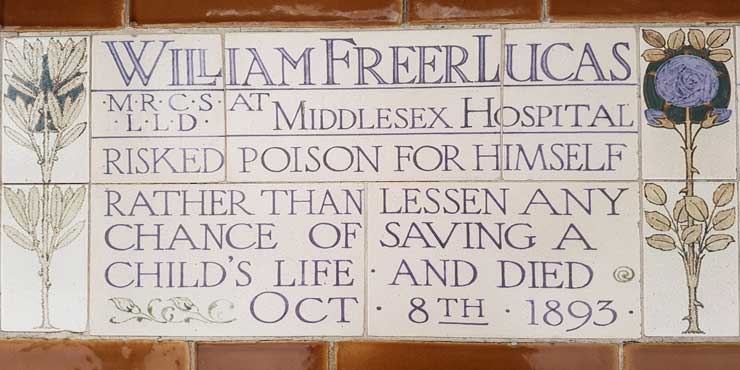 WILLIAM FREER LUCAS
M·R·C·S· AT MIDDLESEX HOSPITAL
L·L·D·
RISKED POISON FOR HIMSELF
RATHER THAN LESSEN ANY
CHANCE OF SAVING A
CHILD'S LIFE · AND DIED
OCT · 8TH · 1893 ·